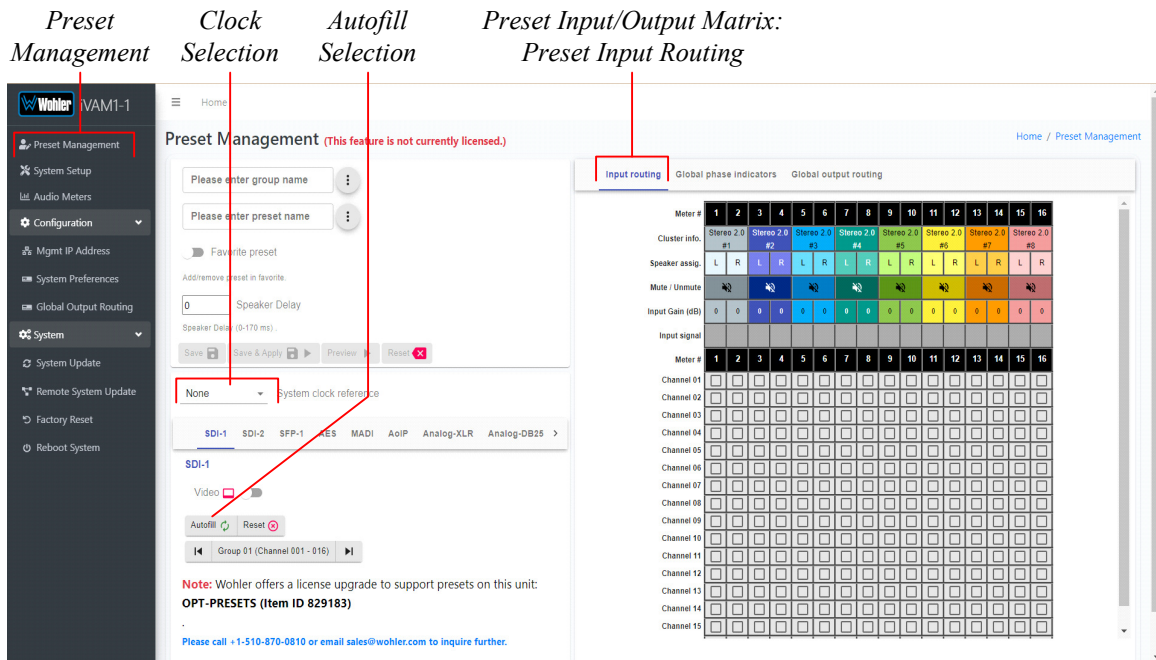 Preset Management
Clock Selection
Autofill Selection
Preset Input/Output Matrix: Preset Input Routing
Wohler iVAM1-1
Home
Preset Management
System Setup
Audio Meters
Configuration
Mgmt IP Address
System Preferences
Global Output Routing
System
System Update
Remote System Update
Factory Reset
Reboot System
Preset Management (This feature is not currently licensed.)
Home / Preset Management
Please enter group name
Please enter preset name
Favorite preset
Add/remove preset in favorite.
0 Speaker Delay
Speaker Delay (0-170 ms) .
Save Save & Apply Preview Reset
None System clock reference
SDI-1 SDI-2 SFP-1 AES MADI AoIP Analog-XLR Analog-DB25
SDI-1
Video
Autofill Reset
Group 01 (Channel 001 - 016)
Note: Wohler offers a license upgrade to support presets on this unit:
OPT-PRESETS (Item ID 829183)
.
Please call +1-510-870-0810 or email sales@wohler.com to inquire further.
Input routing Global phase indicators Global output routing
Meter # 1 2 3 4 5 6 7 8 9 10 11 12 13 14 15 16
Cluster info. Stereo 2.0 #1 Stereo 2.0 #2 Stereo 2.0 #3 Stereo 2.0 #4 Stereo 2.0 #5 Stereo 2.0 #6 Stereo 2.0 #7 Stereo 2.0 #8
Speaker assig. L R L R L R L R L R L R L R L R
Mute / Unmute
Input Gain (dB) 0 0 0 0 0 0 0 0 0 0 0 0 0 0 0 0
Input signal
Meter # 1 2 3 4 5 6 7 8 9 10 11 12 13 14 15 16
Channel 01
Channel 02
Channel 03
Channel 04
Channel 05
Channel 06
Channel 07
Channel 08
Channel 09
Channel 10
Channel 11
Channel 12
Channel 13
Channel 14
Channel 15